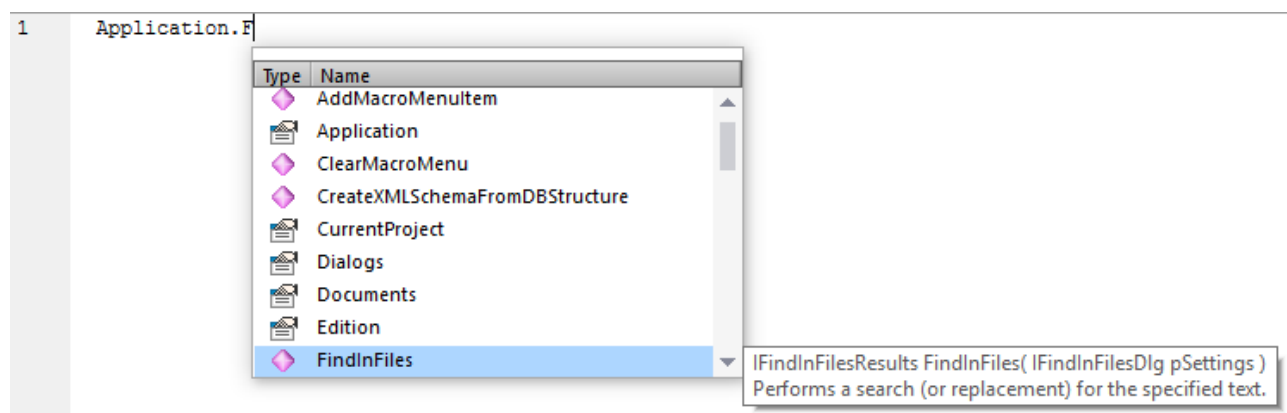 1 Application.F
Type Name
AddMacroMenuItem
Application
ClearMacroMenu
CreateXMLSchemaFromDBStructure
CurrentProject
Dialogs
Documents
Edition
FindInFiles
IFindInFilesResults FindInFiles( IFindInFilesDlg pSettings )
Performs a search (or replacement) for the specified text.